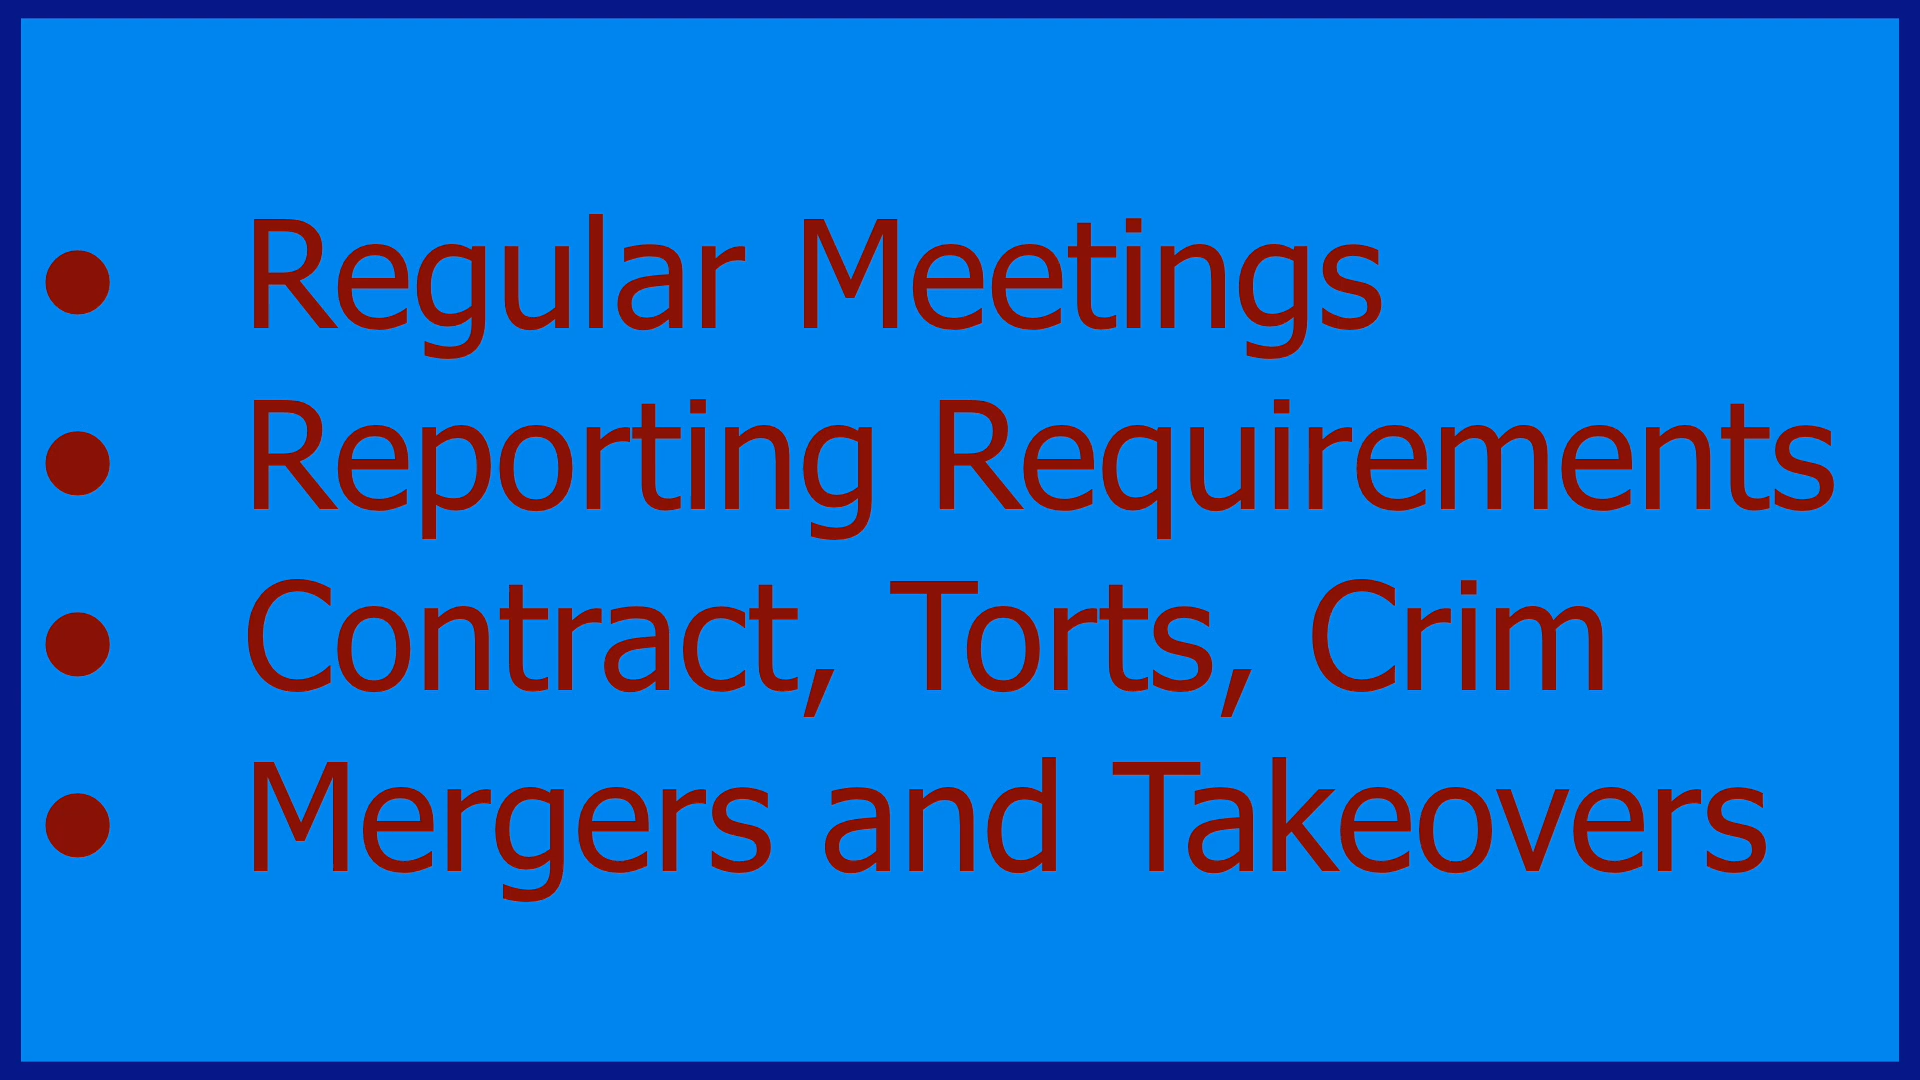 ● Regular Meetings
● Reporting Requirements
● Contract, Torts, Crim
● Mergers and Takeovers